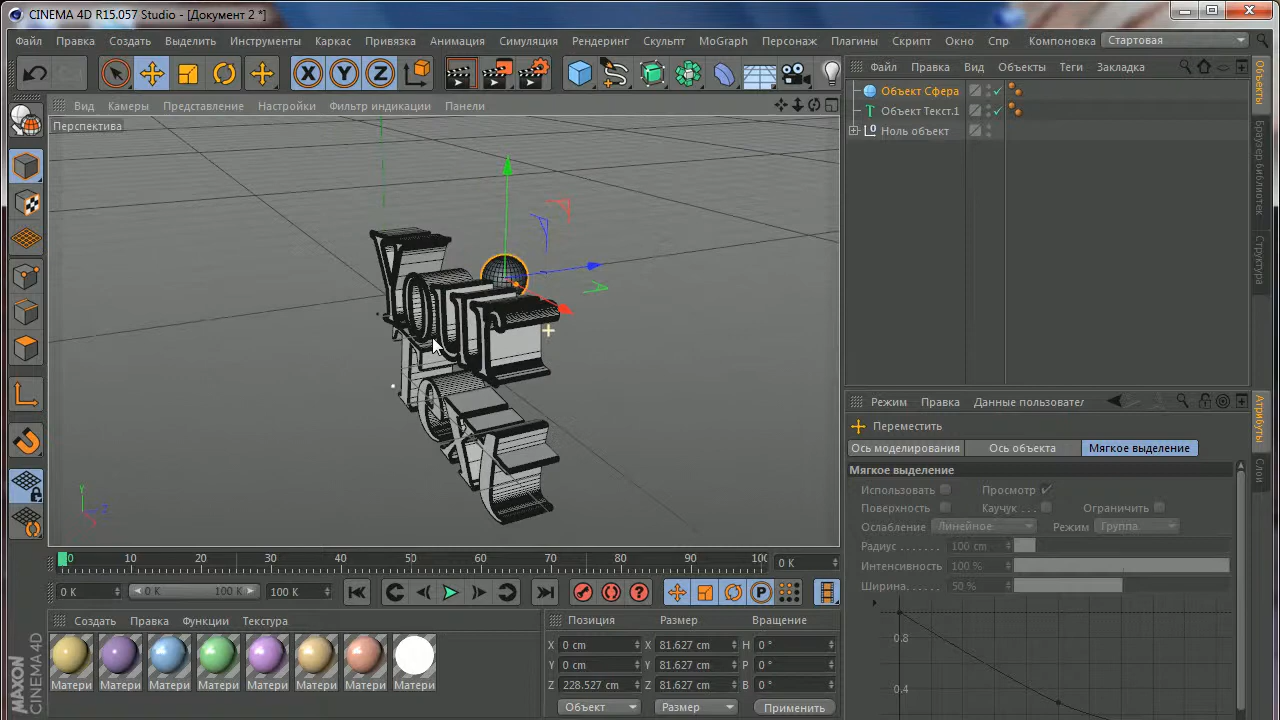 CINEMA 4D R15.057 Studio - [Документ 2 *]
Файл Правка Создать Выделить Инструменты Каркас Привязка Анимация Симуляция Рендеринг Скульпт MoGraph Персонаж Плагины Скрипт Окно Спр Компоновка Стартовая
X Y Z
Файл Правка Вид Объекты Теги Закладка
Объекты
Браузер библиотек
Структура
Вид Камеры Представление Настройки Фильтр индикации Панели
Перспектива
Объект Сфера
Объект Текст.1
Ноль объект
Your
Text
Y
Z
Режим Правка Данные пользовател
Атрибуты
Слои
Переместить
Ось моделирования Ось объекта Мягкое выделение
Мягкое выделение
Использовать Просмотр
Поверхность Каучук . . . Ограничить
Ослабление Линейное Режим Группа
Радиус . . . . . . . 100 cm
Интенсивность 100 %
Ширина. . . . . . 50 %
0.8
0.4
0 10 20 30 40 50 60 70 80 90 100 0 K
0 K 0 K 100 K 100 K
Создать Правка Функции Текстура
Матери Матери Матери Матери Матери Матери Матери Матери
MAXON
CINEMA 4D
Позиция Размер Вращение
X 0 cm X 81.627 cm H 0 °
Y 0 cm Y 81.627 cm P 0 °
Z 228.527 cm Z 81.627 cm B 0 °
Объект Размер Применить